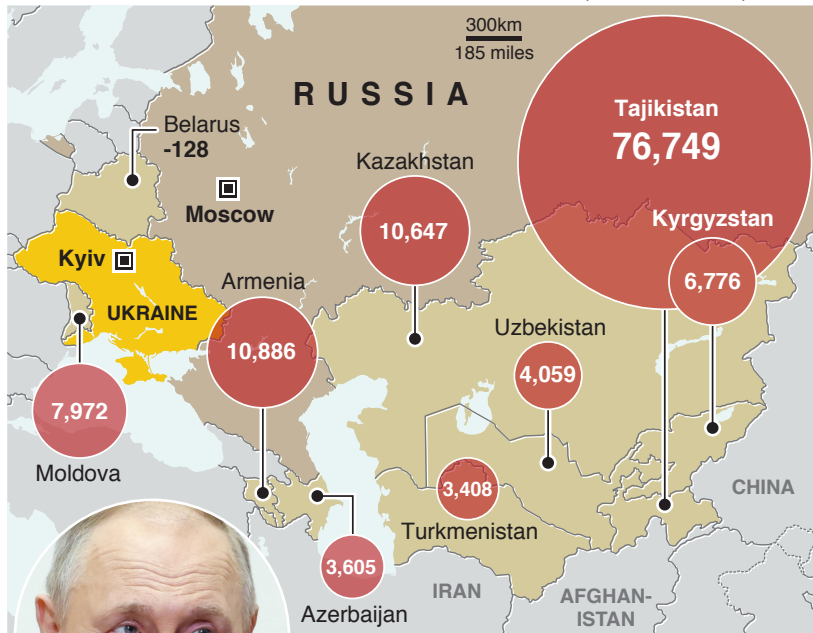 300km
185 miles
RUSSIA
Tajikistan
76,749
Belarus
-128
Kazakhstan
10,647
Moscow
Kyrgyzstan
6,776
Kyiv
Armenia
10,886
UKRAINE
Uzbekistan
4,059
7,972
Moldova
3,408
Turkmenistan
CHINA
3,605
Azerbaijan
IRAN
AFGHAN-
ISTAN